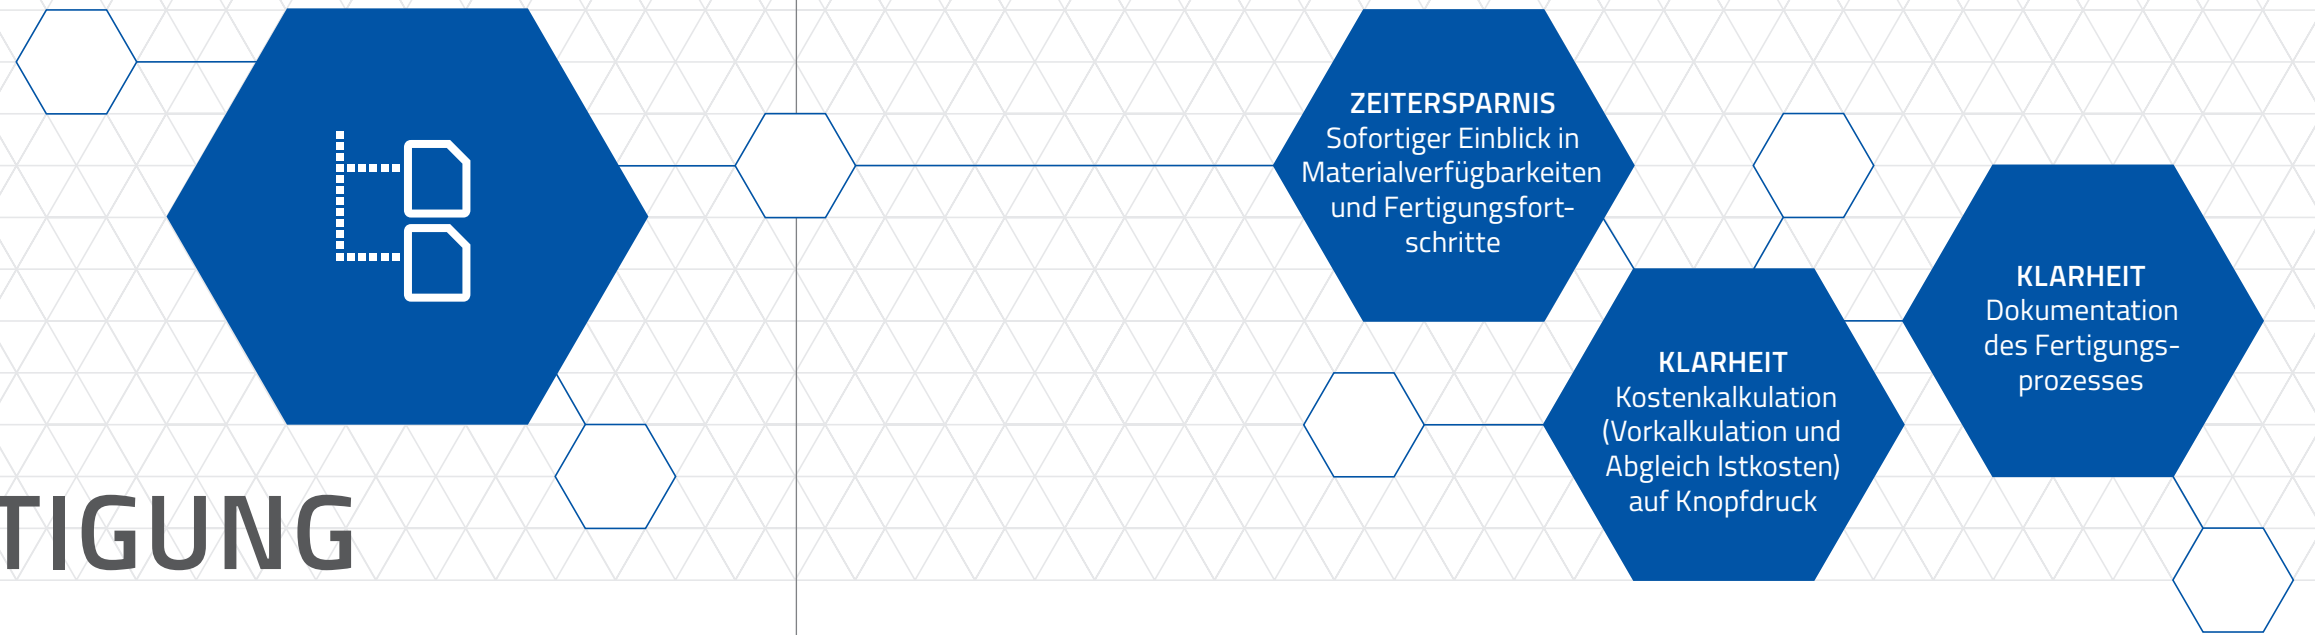 ZEITERSPARNIS
Sofortiger Einblick in
Materialverfügbarkeiten
und Fertigungsfort-
schritte
KLARHEIT
Kostenkalkulation
(Vorkalkulation und
Abgleich Istkosten)
auf Knopfdruck
KLARHEIT
Dokumentation
des Fertigungs-
prozesses
TIGUNG